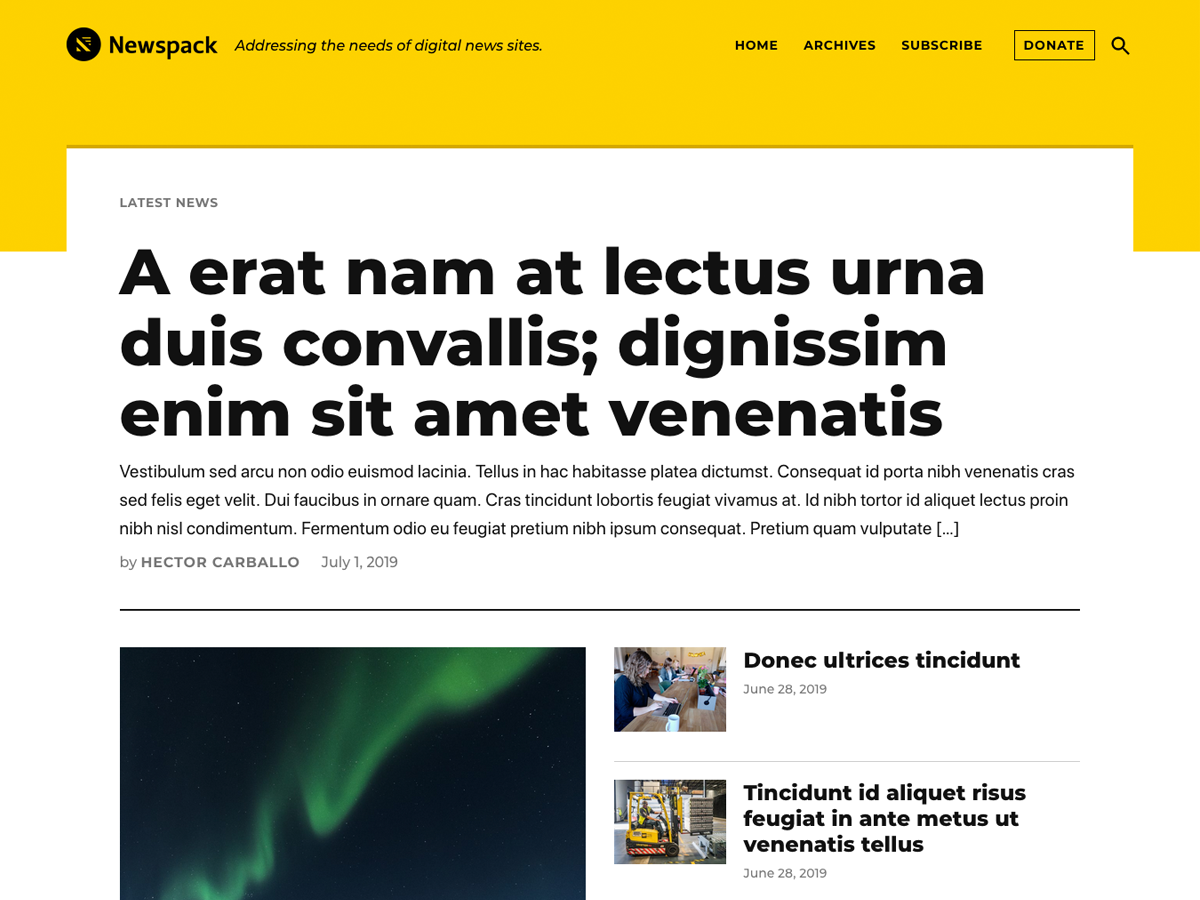 Newspack Addressing the needs of digital news sites. HOME ARCHIVES SUBSCRIBE DONATE
LATEST NEWS
A erat nam at lectus urna
duis convallis; dignissim
enim sit amet venenatis
Vestibulum sed arcu non odio euismod lacinia. Tellus in hac habitasse platea dictumst. Consequat id porta nibh venenatis cras
sed felis eget velit. Dui faucibus in ornare quam. Cras tincidunt lobortis feugiat vivamus at. Id nibh tortor id aliquet lectus proin
nibh nisl condimentum. Fermentum odio eu feugiat pretium nibh ipsum consequat. Pretium quam vulputate […]
by HECTOR CARBALLO July 1, 2019
Donec ultrices tincidunt
June 28, 2019
Tincidunt id aliquet risus
feugiat in ante metus ut
venenatis tellus
June 28, 2019